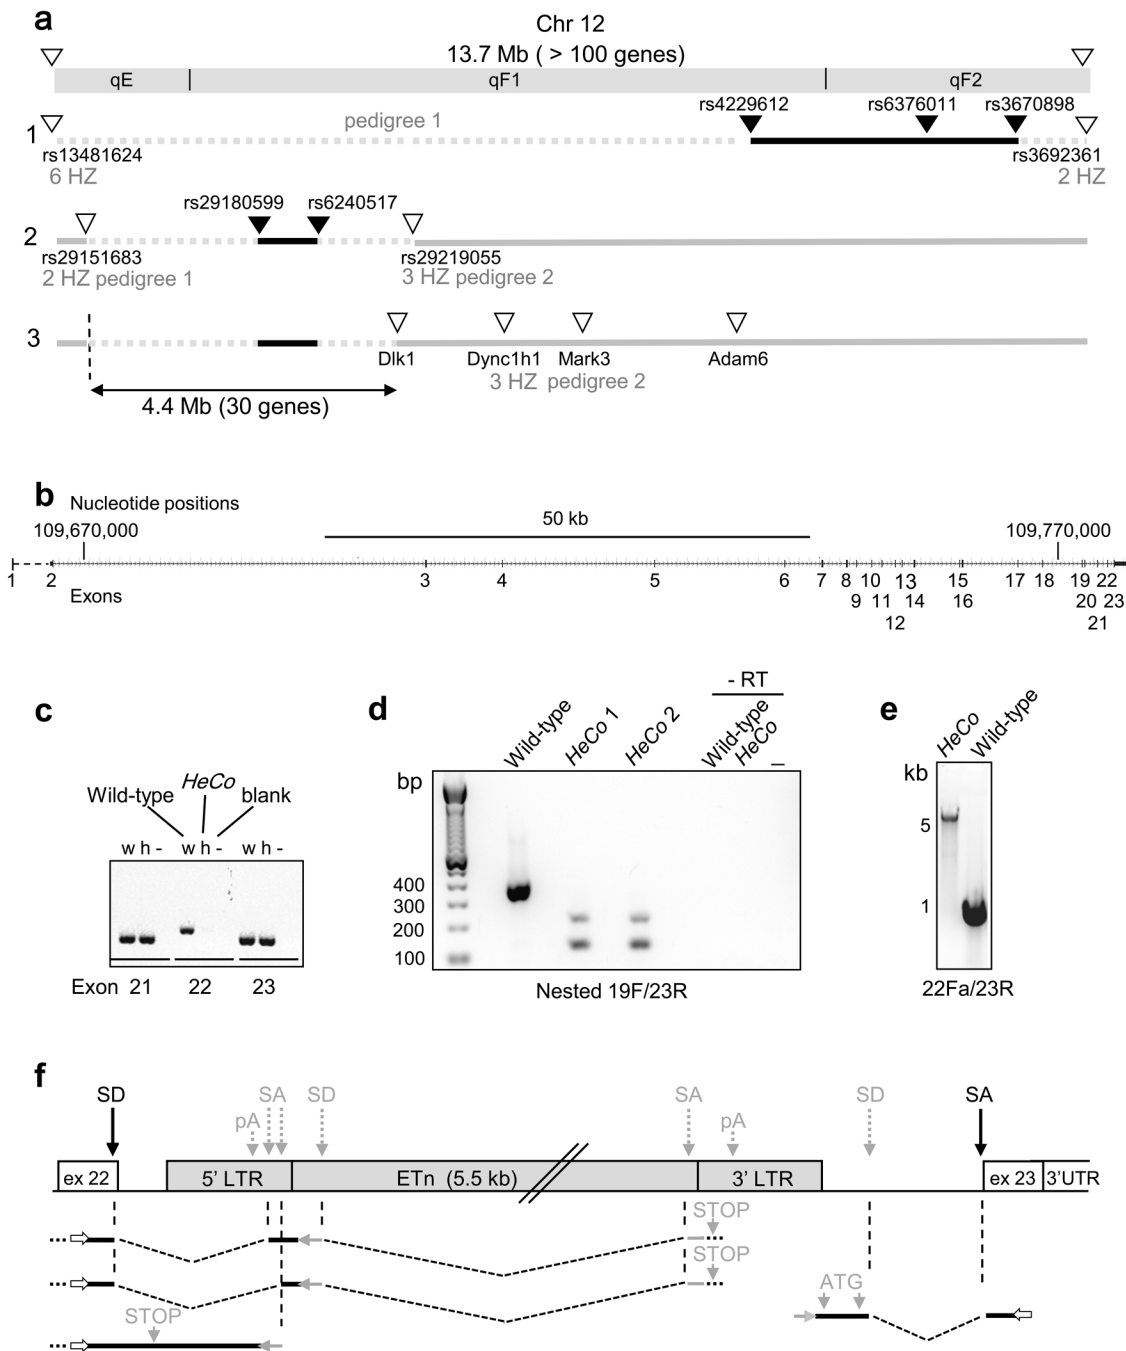 a
Chr 12
13.7 Mb ( > 100 genes)
qE qF1 qF2
rs4229612 rs6376011 rs3670898
pedigree 1
1
rs13481624 rs3692361
6 HZ 2 HZ
rs29180599 rs6240517
2
rs29151683 rs29219055
2 HZ pedigree 1 3 HZ pedigree 2
3
Dlk1 Dync1h1 Mark3 Adam6
3 HZ pedigree 2
4.4 Mb (30 genes)
b
Nucleotide positions
109,670,000 50 kb 109,770,000
1 2 3 4 5 6 7 8 10 13 15 17 18 19 22
Exons 9 11 14 16 20 23
12 21
c
HeCo
Wild-type blank
w h - w h - w h -
Exon 21 22 23
d
- RT
Wild-type HeCo 1 HeCo 2 Wild-type HeCo –
bp
400
300
200
100
Nested 19F/23R
e
HeCo Wild-type
kb
5
1
22Fa/23R
f
SD SA SD SA SD SA
pA pA
ex 22 5' LTR ETn (5.5 kb) 3' LTR ex 23 3'UTR
STOP
STOP
ATG
STOP